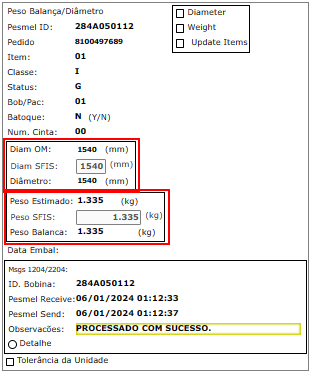 Peso Balança/Diâmetro
Diameter
Pesmel ID: 284A050112
Weight
Pedido 8100497689
Update Items
Item: 01
Classe: I
Status: G
Bob/Pac: 01
Batoque: N (Y/N)
Num. Cinta: 00
Diam OM: 1540 (mm)
Diam SFIS: 1540 (mm)
Diâmetro: 1540 (mm)
Peso Estimado: 1.335 (kg)
Peso SFIS: 1.335 (kg)
Peso Balanca: 1.335 (kg)
Data Embal:
Msgs 1204/2204:
ID. Bobina: 284A050112
Pesmel Receive: 06/01/2024 01:12:33
Pesmel Send: 06/01/2024 01:12:37
Observacões: PROCESSADO COM SUCESSO.
Detalhe
Tolerância da Unidade